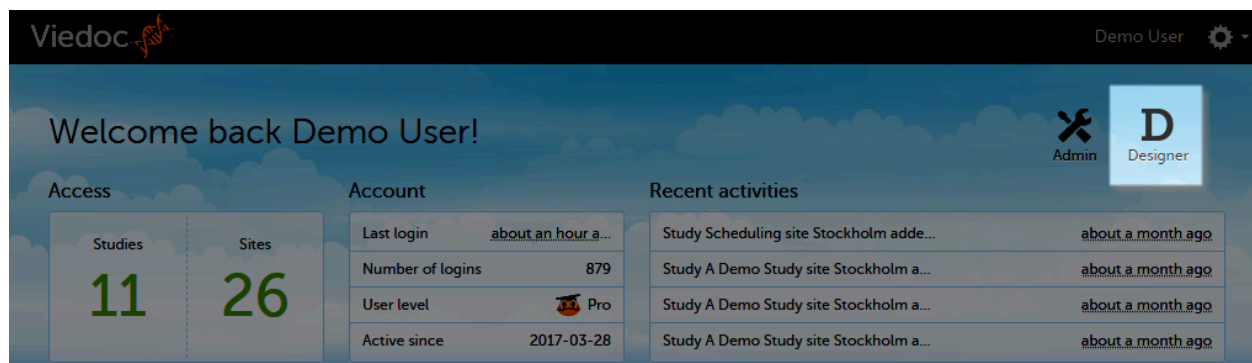 Viedoc
Demo User
Welcome back Demo User!
Admin
D
Designer
Access
Studies
11
Sites
26
Account
Last login about an hour a...
Number of logins 879
User level Pro
Active since 2017-03-28
Recent activities
Study Scheduling site Stockholm adde... about a month ago
Study A Demo Study site Stockholm a... about a month ago
Study A Demo Study site Stockholm a... about a month ago
Study A Demo Study site Stockholm a... about a month ago